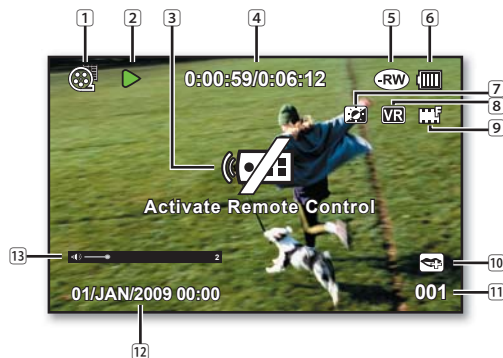 1 2 3 4 5 6
0:00:59/0:06:12 -RW
7
VR 8
F 9
Activate Remote Control
13 2 10
01/JAN/2009 00:00 001 11
12